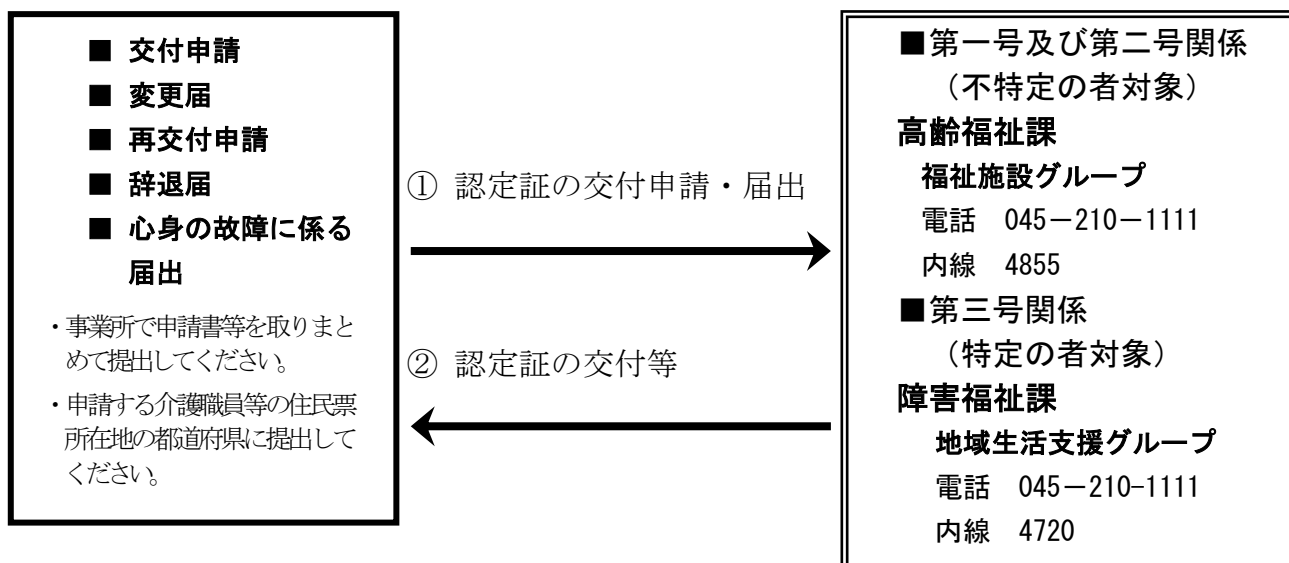 ■ 交付申請
■ 変更届
■ 再交付申請
■ 辞退届
■ 心身の故障に係る
届出
・事業所で申請書等を取りまと
めて提出してください。
・申請する介護職員等の住民票
所在地の都道府県に提出して
ください。
① 認定証の交付申請・届出
② 認定証の交付等
■第一号及び第二号関係
（不特定の者対象）
高齢福祉課
福祉施設グループ
電話　045－210－1111
内線　4855
■第三号関係
（特定の者対象）
障害福祉課
地域生活支援グループ
電話　045－210-1111
内線　4720